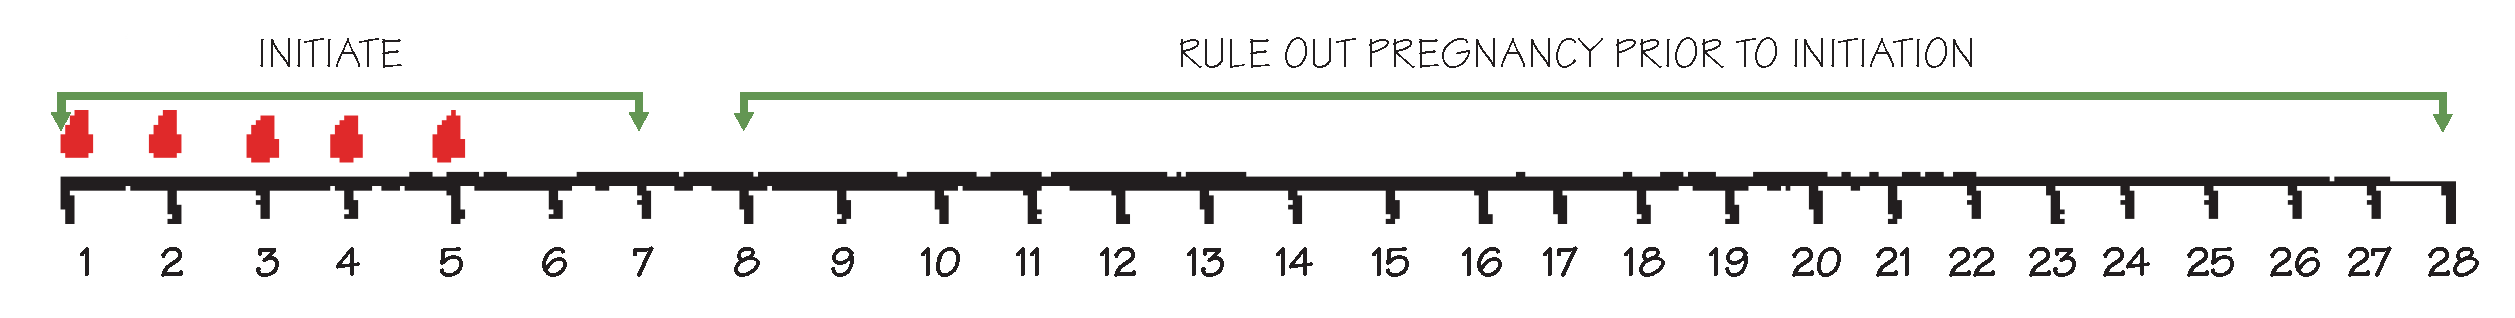 INITIATE
RULE OUT PREGNANCY PRIOR TO INITIATION
1 2 3 4 5 6 7 8 9 10 11 12 13 14 15 16 17 18 19 20 21 22 23 24 25 26 27 28